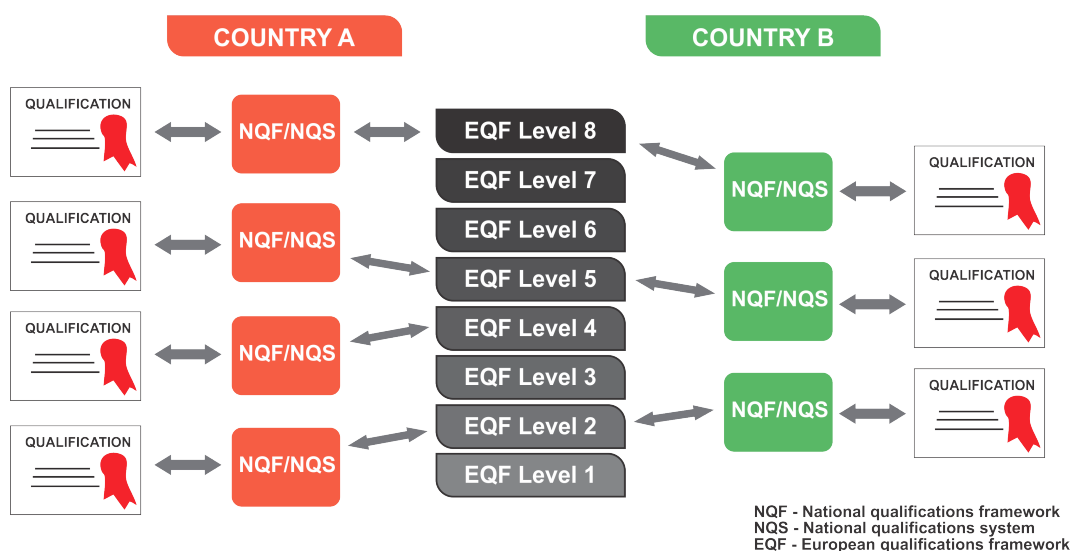 COUNTRY A
COUNTRY B
QUALIFICATION
NQF/NQS
EQF Level 8
EQF Level 7
NQF/NQS
QUALIFICATION
QUALIFICATION
NQF/NQS
EQF Level 6
EQF Level 5
NQF/NQS
QUALIFICATION
QUALIFICATION
NQF/NQS
EQF Level 4
EQF Level 3
NQF/NQS
QUALIFICATION
QUALIFICATION
NQF/NQS
EQF Level 2
EQF Level 1
NQF - National qualifications framework
NQS - National qualifications system
EQF - European qualifications framework